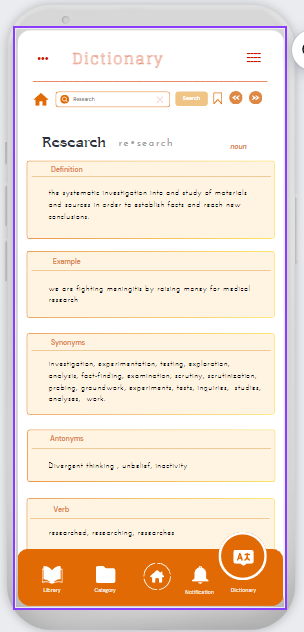 Dictionary
Research
Search
Research re•search
noun
Definition
the systematic investigation into and study of materials
and sources in order to establish facts and reach new
conclusions.
Example
we are fighting meningitis by raising money for medical
research
Synonyms
investigation, experimentation, testing, exploration,
analysis, fact-finding, examination, scrutiny, scrutinization,
probing, groundwork, experiments, tests, inquiries, studies,
analyses, work.
Antonyms
Divergent thinking , unbelief, inactivity
Verb
researched, researching, researches
Library
Category
Notification
Dictionary